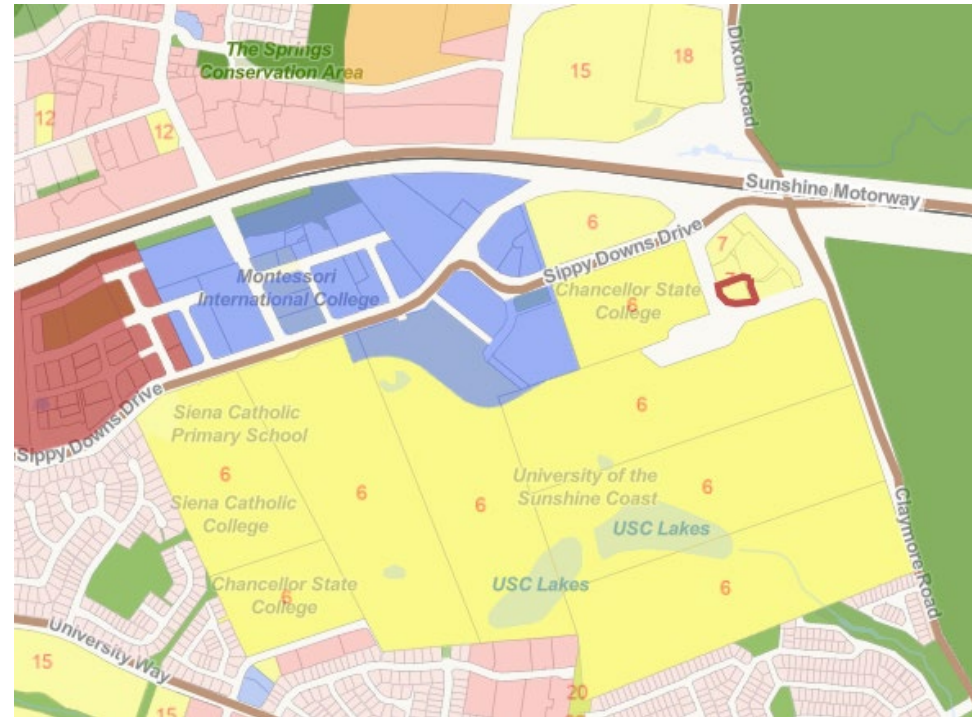 The Springs
Conservation Area
15
18
Dixon Road
12
12
Sunshine Motorway
6
Sippy Downs Drive
7
Montessori
International College
Chancellor State
College
6
Sippy Downs Drive
Siena Catholic
Primary School
6
6
Siena Catholic
College
6
6
University of the
Sunshine Coast
6
USC Lakes
Claymore Road
Chancellor State
College
6
USC Lakes
6
University Way
15
20
15